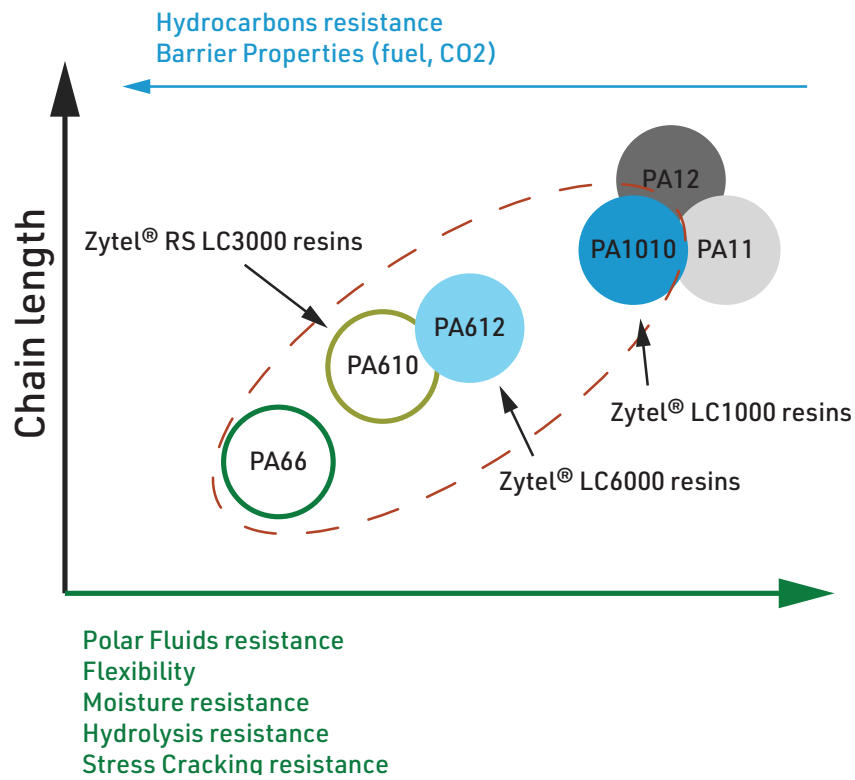 Hydrocarbons resistance
Barrier Properties (fuel, CO2)
Chain length
PA12
Zytel® RS LC3000 resins
PA1010
PA11
PA612
PA610
Zytel® LC1000 resins
PA66
Zytel® LC6000 resins
Polar Fluids resistance
Flexibility
Moisture resistance
Hydrolysis resistance
Stress Cracking resistance